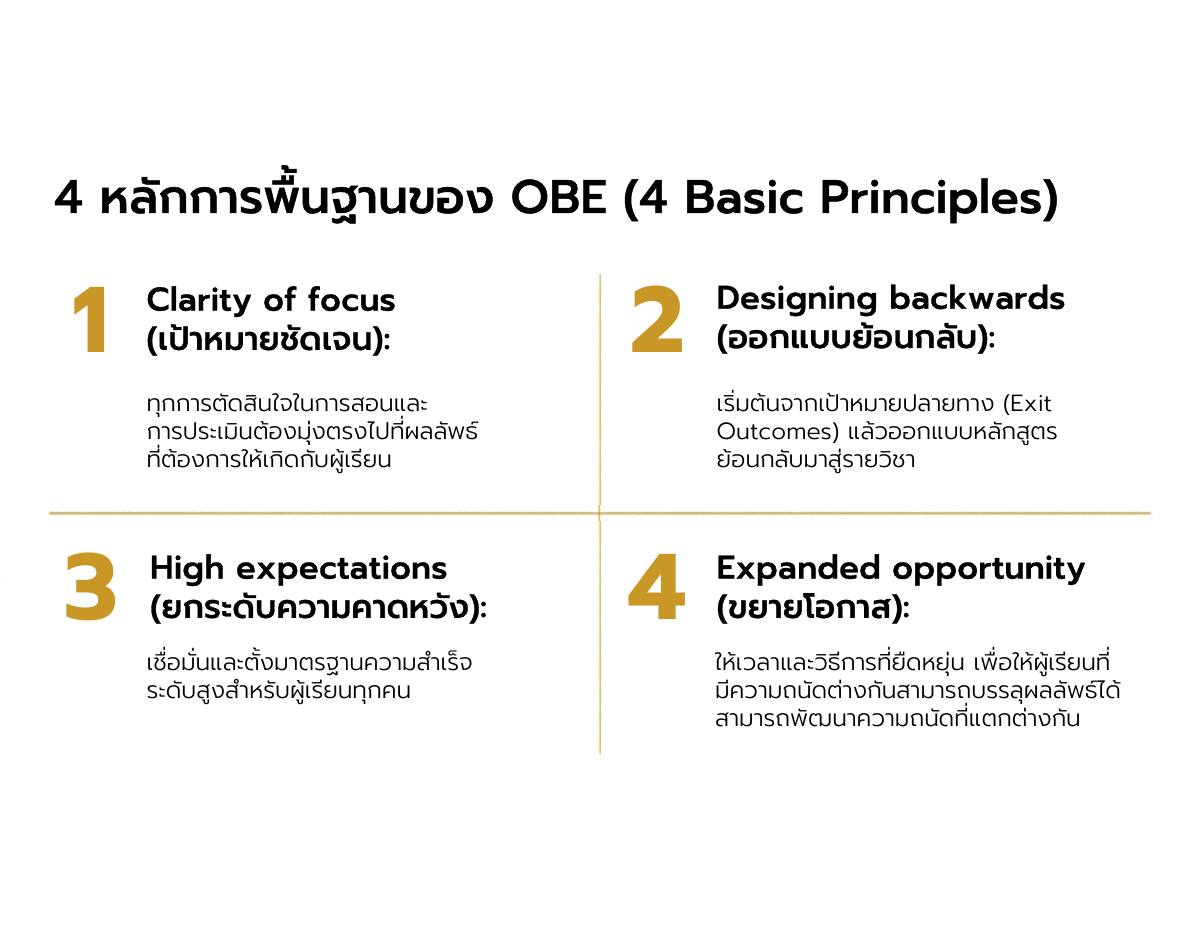 4 หลักการพื้นฐานของ OBE (4 Basic Principles)
1
Clarity of focus
(เป้าหมายชัดเจน):
ทุกการตัดสินใจในการสอนและ
การประเมินต้องมุ่งตรงไปที่ผลลัพธ์
ที่ต้องการให้เกิดกับผู้เรียน
2
Designing backwards
(ออกแบบย้อนกลับ):
เริ่มต้นจากเป้าหมายปลายทาง (Exit
Outcomes) แล้วออกแบบหลักสูตร
ย้อนกลับมาสู่รายวิชา
3
High expectations
(ยกระดับความคาดหวัง):
เชื่อมั่นและตั้งมาตรฐานความสำเร็จ
ระดับสูงสำหรับผู้เรียนทุกคน
4
Expanded opportunity
(ขยายโอกาส):
ให้เวลาและวิธีการที่ยืดหยุ่น เพื่อให้ผู้เรียนที่
มีความถนัดต่างกันสามารถบรรลุผลลัพธ์ได้
สามารถพัฒนาความถนัดที่แตกต่างกัน